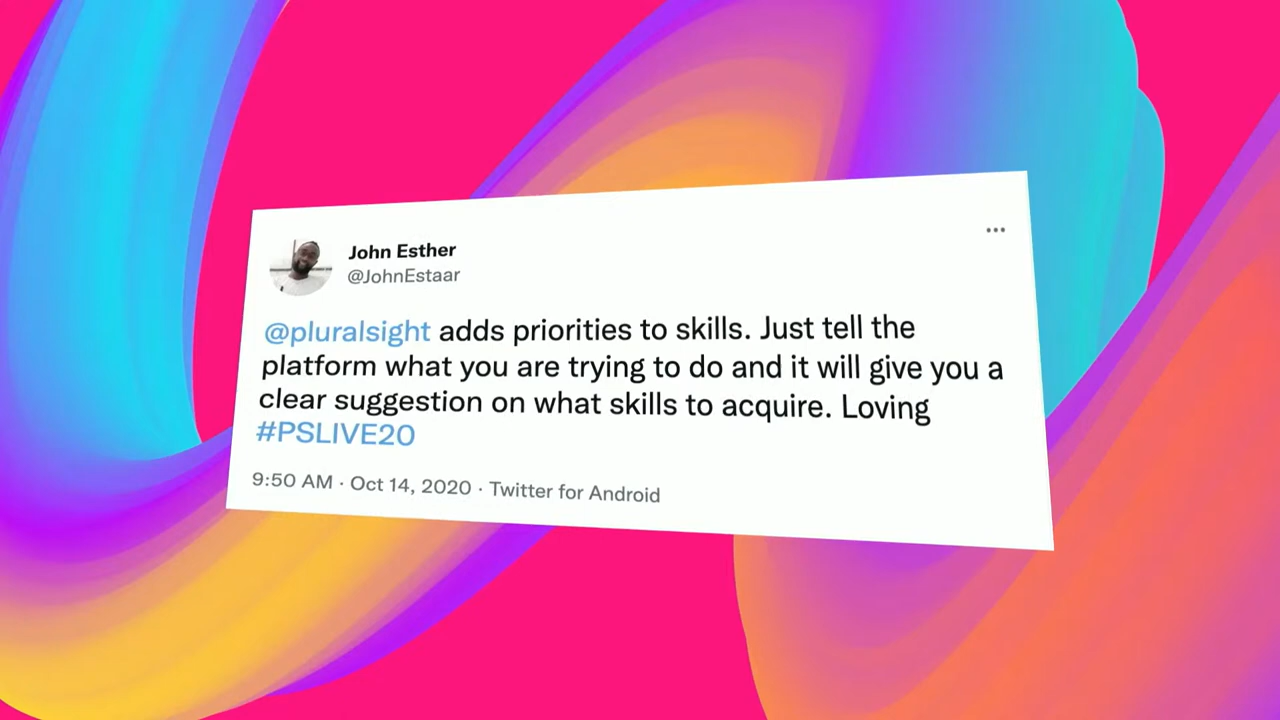 John Esther
@JohnEstaar
@pluralsight adds priorities to skills. Just tell the
platform what you are trying to do and it will give you a
clear suggestion on what skills to acquire. Loving
#PSLIVE20
9:50 AM · Oct 14, 2020 · Twitter for Android